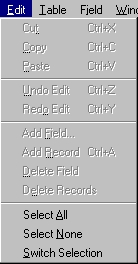 Edit Table Field Wind
Cut Ctrl+X
Copy Ctrl+C
Paste Ctrl+V
Undo Edit Ctrl+Z
Redo Edit Ctrl+Y
Add Field...
Add Record Ctrl+A
Delete Field
Delete Records
Select All
Select None
Switch Selection